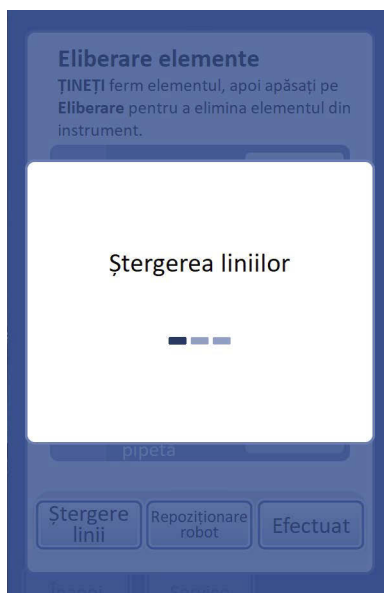 Eliberare elemente
ȚINEȚI ferm elementul, apoi apăsați pe
Eliberare pentru a elimina elementul din
instrument.
Ștergerea liniilor
pipetă
Ștergere
linii
Repoziționare
robot
Efectuat